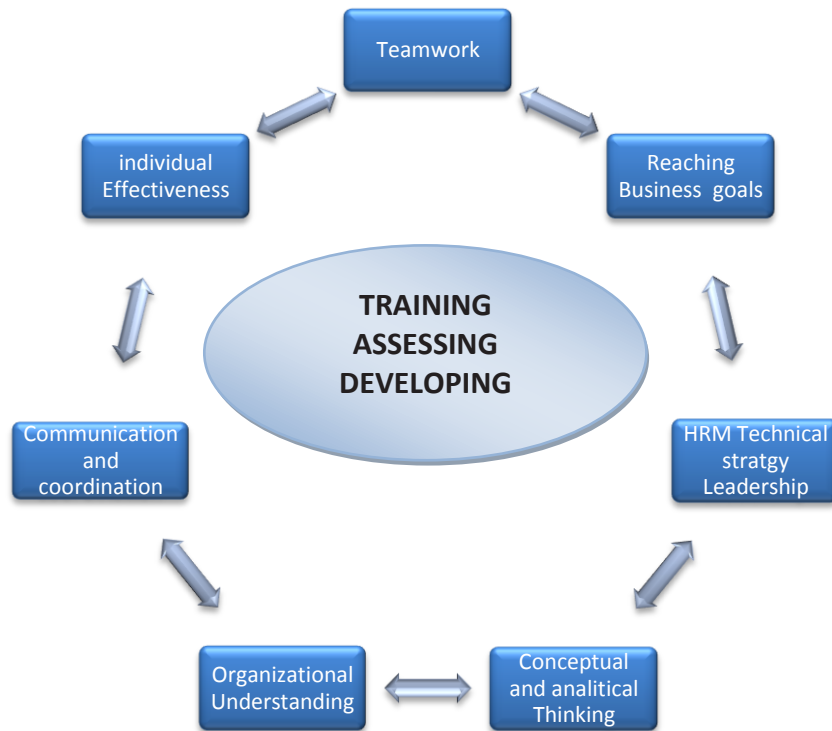 Teamwork
individual
Effectiveness
Reaching
Business goals
TRAINING
ASSESSING
DEVELOPING
Communication
and
coordination
HRM Technical
stratgy
Leadership
Organizational
Understanding
Conceptual
and analitical
Thinking